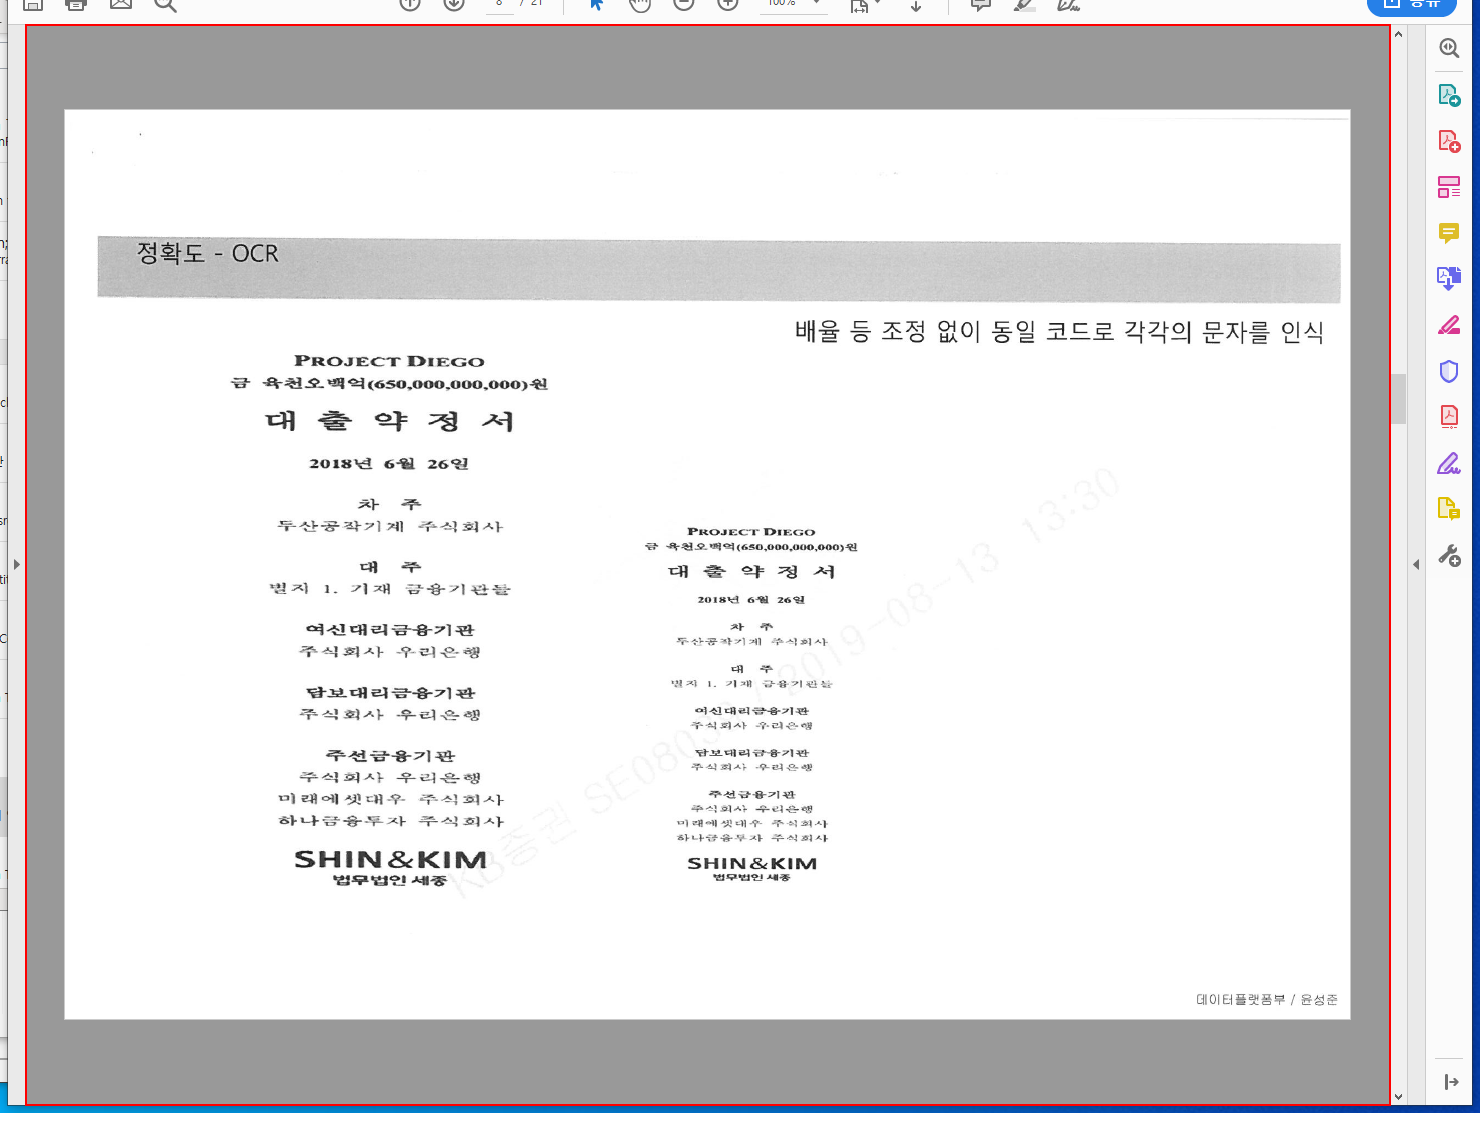 8 / 21
100%
공유
정확도 - OCR
배율 등 조정 없이 동일 코드로 각각의 문자를 인식
PROJECT DIEGO
금 육천오백억(650,000,000,000)원
대 출 약 정 서
2018년 6월 26일
차 주
두산공작기계 주식회사
대 주
별지 1. 기재 금융기관들
여신대리금융기관
주식회사 우리은행
담보대리금융기관
주식회사 우리은행
주선금융기관
주식회사 우리은행
미래에셋대우 주식회사
하나금융투자 주식회사
SHIN&KIM
법무법인 세종
PROJECT DIEGO
금 육천오백억(650,000,000,000)원
대 출 약 정 서
2018년 6월 26일
차 주
두산공작기계 주식회사
대 주
별지 1. 기재 금융기관들
여신대리금융기관
주식회사 우리은행
담보대리금융기관
주식회사 우리은행
주선금융기관
주식회사 우리은행
미래에셋대우 주식회사
하나금융투자 주식회사
SHIN&KIM
법무법인 세종
KB증권 / 2019-08-13 13:30
데이터플랫폼부 / 윤성준